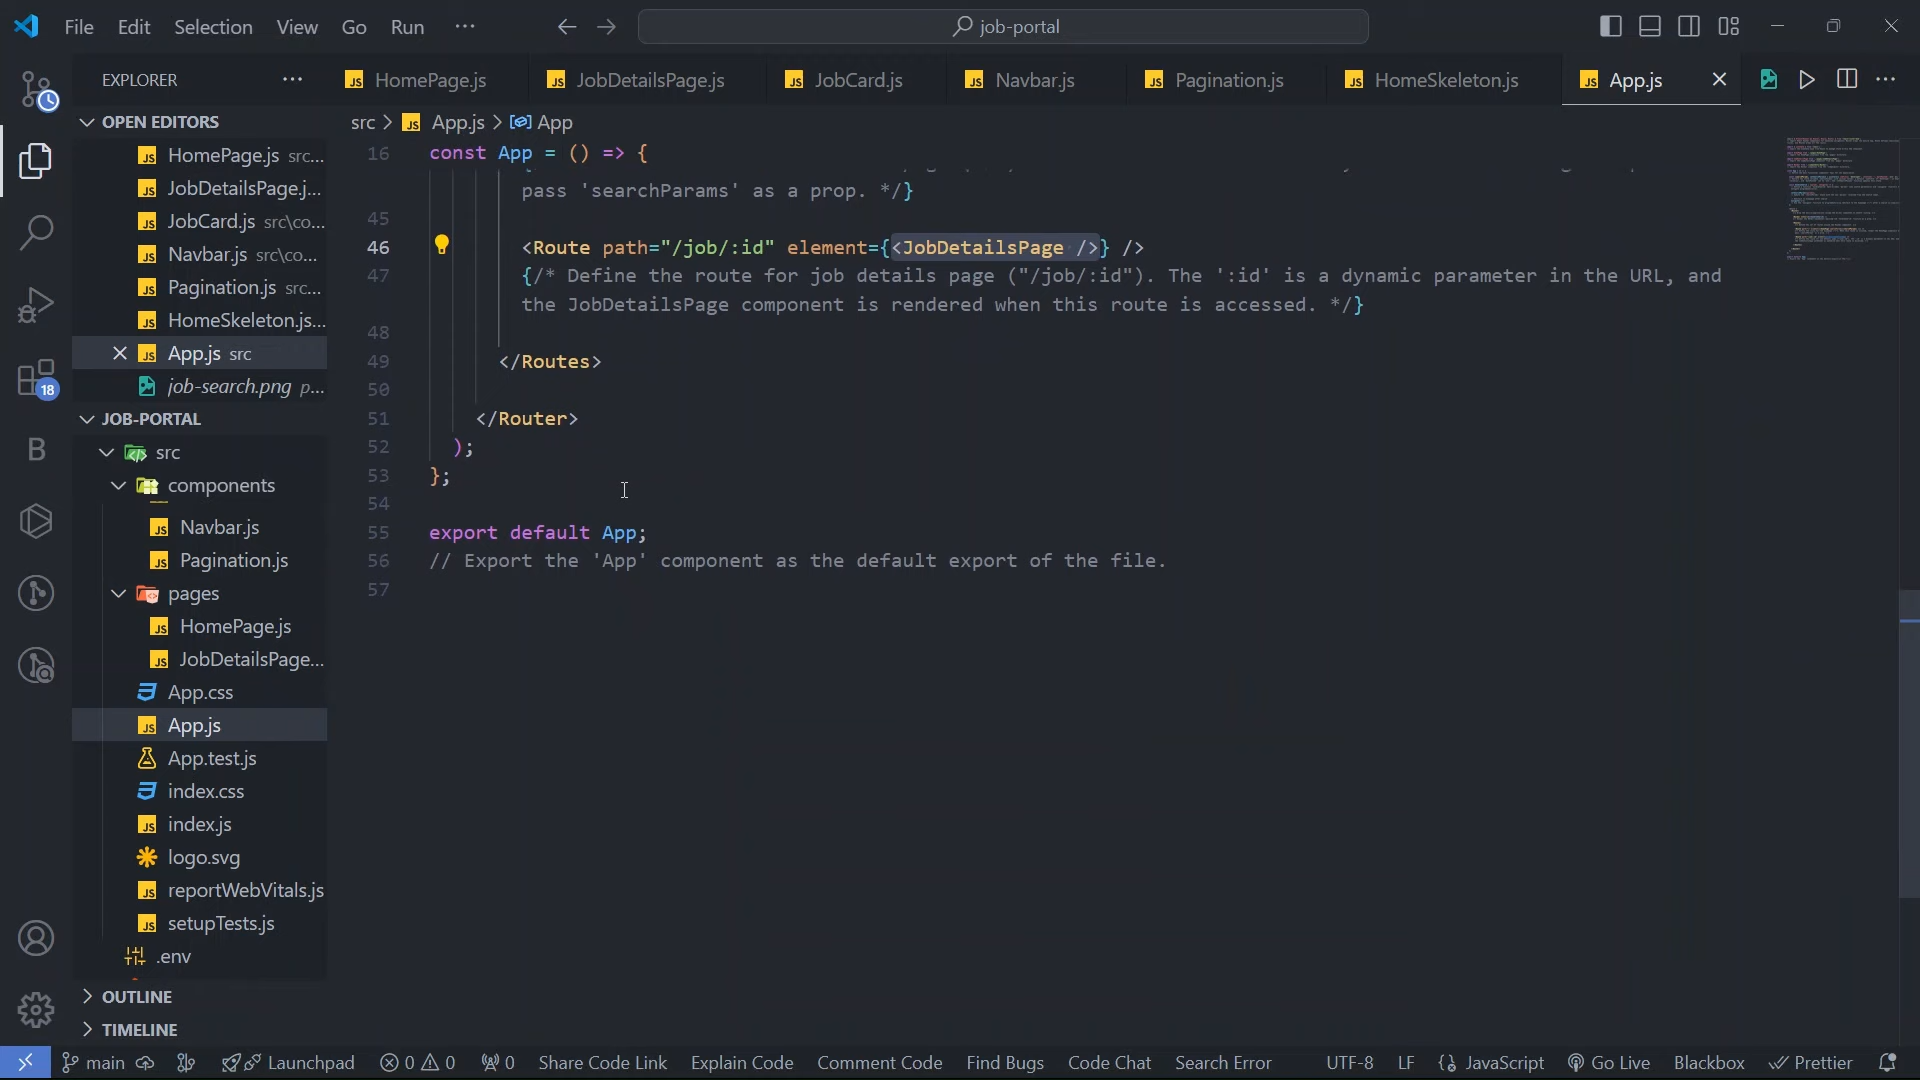 File Edit Selection View Go Run ··· job-portal
EXPLORER ···
HomePage.js JobDetailsPage.js JobCard.js Navbar.js Pagination.js HomeSkeleton.js App.js
OPEN EDITORS
HomePage.js src...
JobDetailsPage.j...
JobCard.js src\co...
Navbar.js src\co...
Pagination.js src...
HomeSkeleton.js...
App.js src
job-search.png p...
JOB-PORTAL
src
components
Navbar.js
Pagination.js
pages
HomePage.js
JobDetailsPage...
App.css
App.js
App.test.js
index.css
index.js
logo.svg
reportWebVitals.js
setupTests.js
.env
OUTLINE
TIMELINE
18
B
src > App.js > App
16 const App = () => {
pass 'searchParams' as a prop. */}
45
46 <Route path="/job/:id" element={<JobDetailsPage />} />
47 {/* Define the route for job details page ("/job/:id"). The ':id' is a dynamic parameter in the URL, and
the JobDetailsPage component is rendered when this route is accessed. */}
48
49 </Routes>
50
51 </Router>
52 );
53 };
54
55 export default App;
56 // Export the 'App' component as the default export of the file.
57
main Launchpad 0 0 0 Share Code Link Explain Code Comment Code Find Bugs Code Chat Search Error UTF-8 LF {} JavaScript Go Live Blackbox Prettier